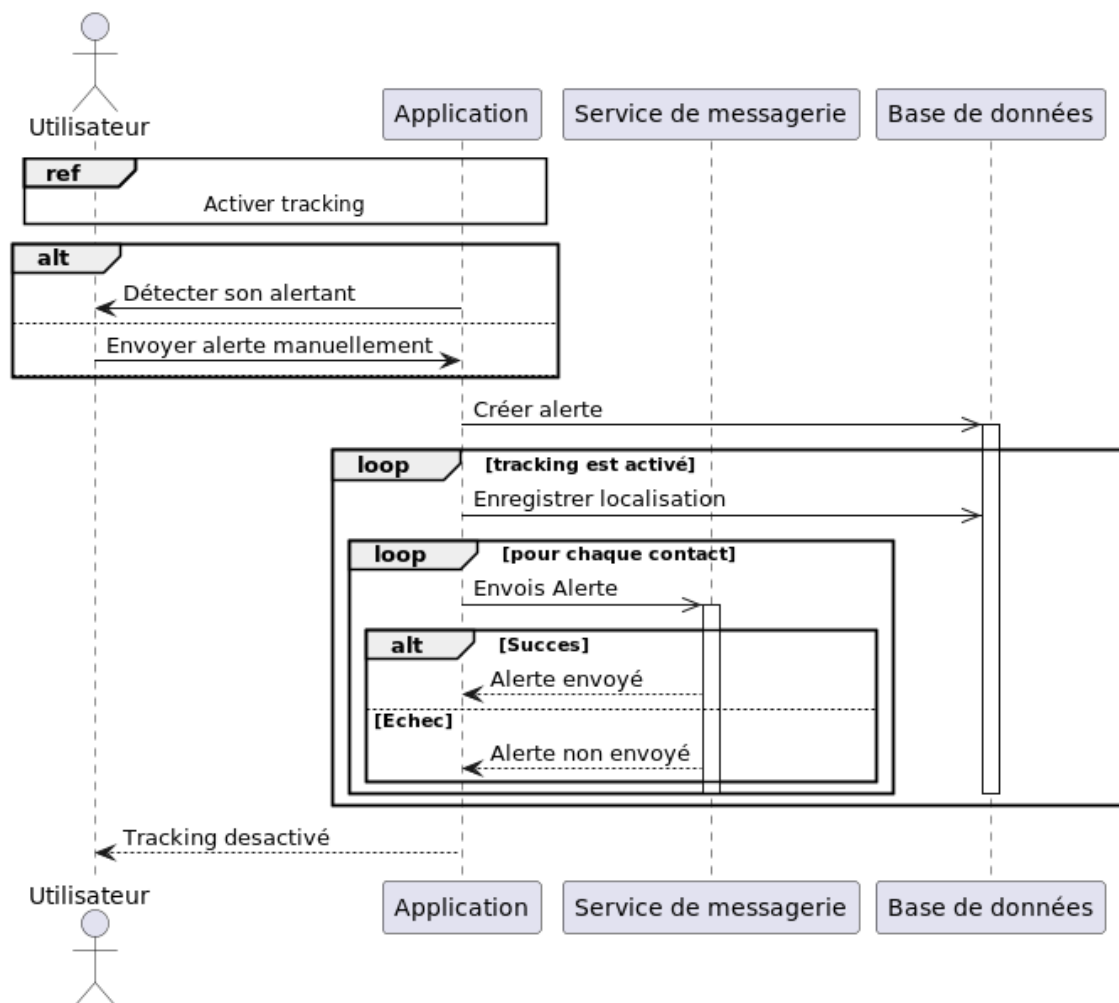 Utilisateur
Application
Service de messagerie
Base de données
ref
Activer tracking
alt
Détecter son alertant
Envoyer alerte manuellement
Créer alerte
loop [tracking est activé]
Enregistrer localisation
loop [pour chaque contact]
Envois Alerte
alt [Succes]
Alerte envoyé
[Echec]
Alerte non envoyé
Tracking desactivé
Utilisateur
Application
Service de messagerie
Base de données